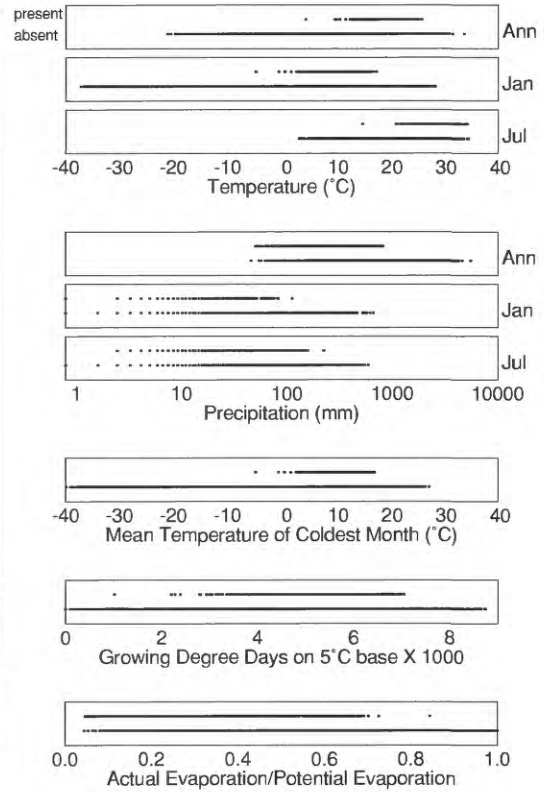 present
absent
Ann
Jan
Jul
-40 -30 -20 -10 0 10 20 30 40
Temperature (˚C)
Ann
Jan
Jul
1 10 100 1000 10000
Precipitation (mm)
-40 -30 -20 -10 0 10 20 30 40
Mean Temperature of Coldest Month (˚C)
0 2 4 6 8
Growing Degree Days on 5˚C base X 1000
0.0 0.2 0.4 0.6 0.8 1.0
Actual Evaporation/Potential Evaporation